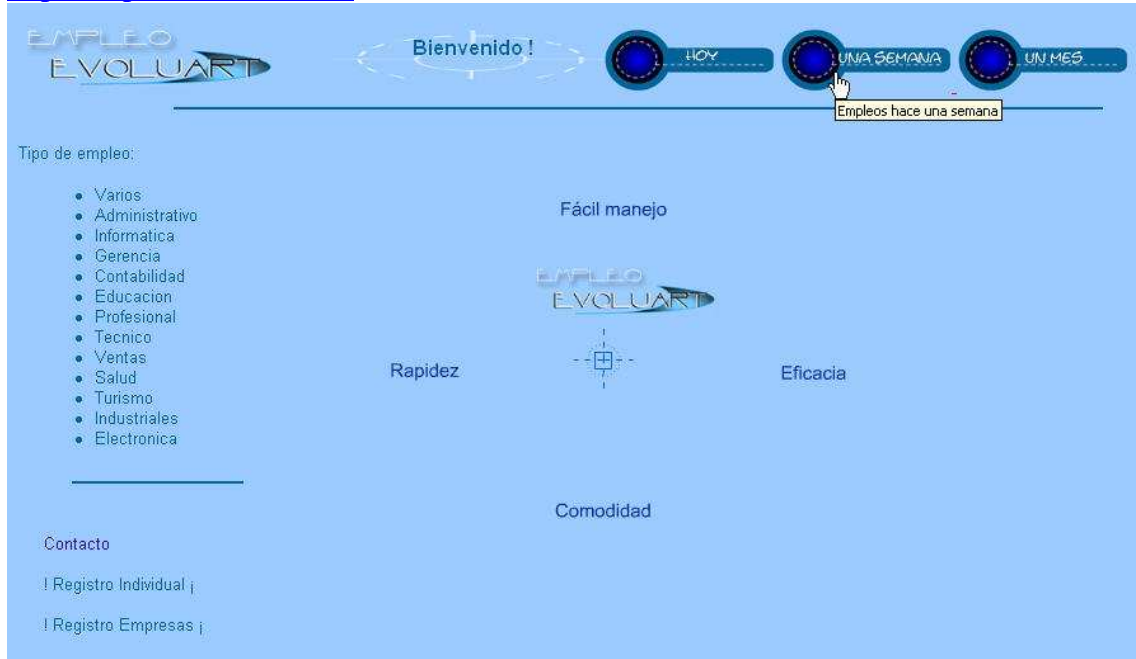 EMPLEO
EVOLUART
Bienvenido !
HOY
UNA SEMANA
UN MES
Empleos hace una semana
Tipo de empleo:
Varios
Administrativo
Informatica
Gerencia
Contabilidad
Educacion
Profesional
Tecnico
Ventas
Salud
Turismo
Industriales
Electronica
Contacto
! Registro Individual ¡
! Registro Empresas ¡
Fácil manejo
EMPLEO
EVOLUART
Rapidez
Eficacia
Comodidad